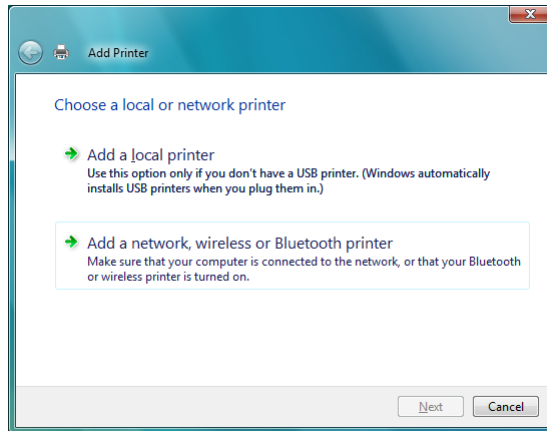 Add Printer
Choose a local or network printer
Add a local printer
Use this option only if you don't have a USB printer. (Windows automatically
installs USB printers when you plug them in.)
Add a network, wireless or Bluetooth printer
Make sure that your computer is connected to the network, or that your Bluetooth
or wireless printer is turned on.
Next Cancel